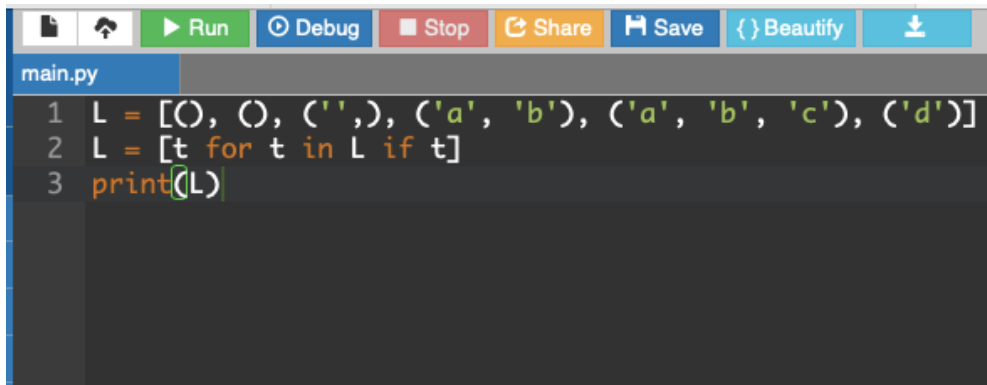 Run Debug Stop Share Save {} Beautify
main.py
1 L = [(), (), ('',), ('a', 'b'), ('a', 'b', 'c'), ('d')]
2 L = [t for t in L if t]
3 print(L)